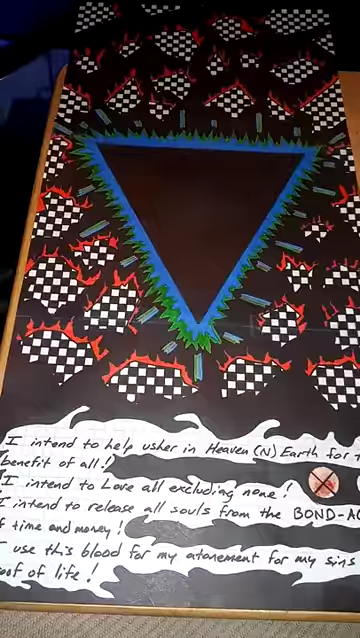 I intend to help usher in Heaven (N) Earth for
benefit of all!
I intend to Love all excluding none!
I intend to release all souls from the BOND-
time and money!
use this blood for my atonement for my sins
of life!